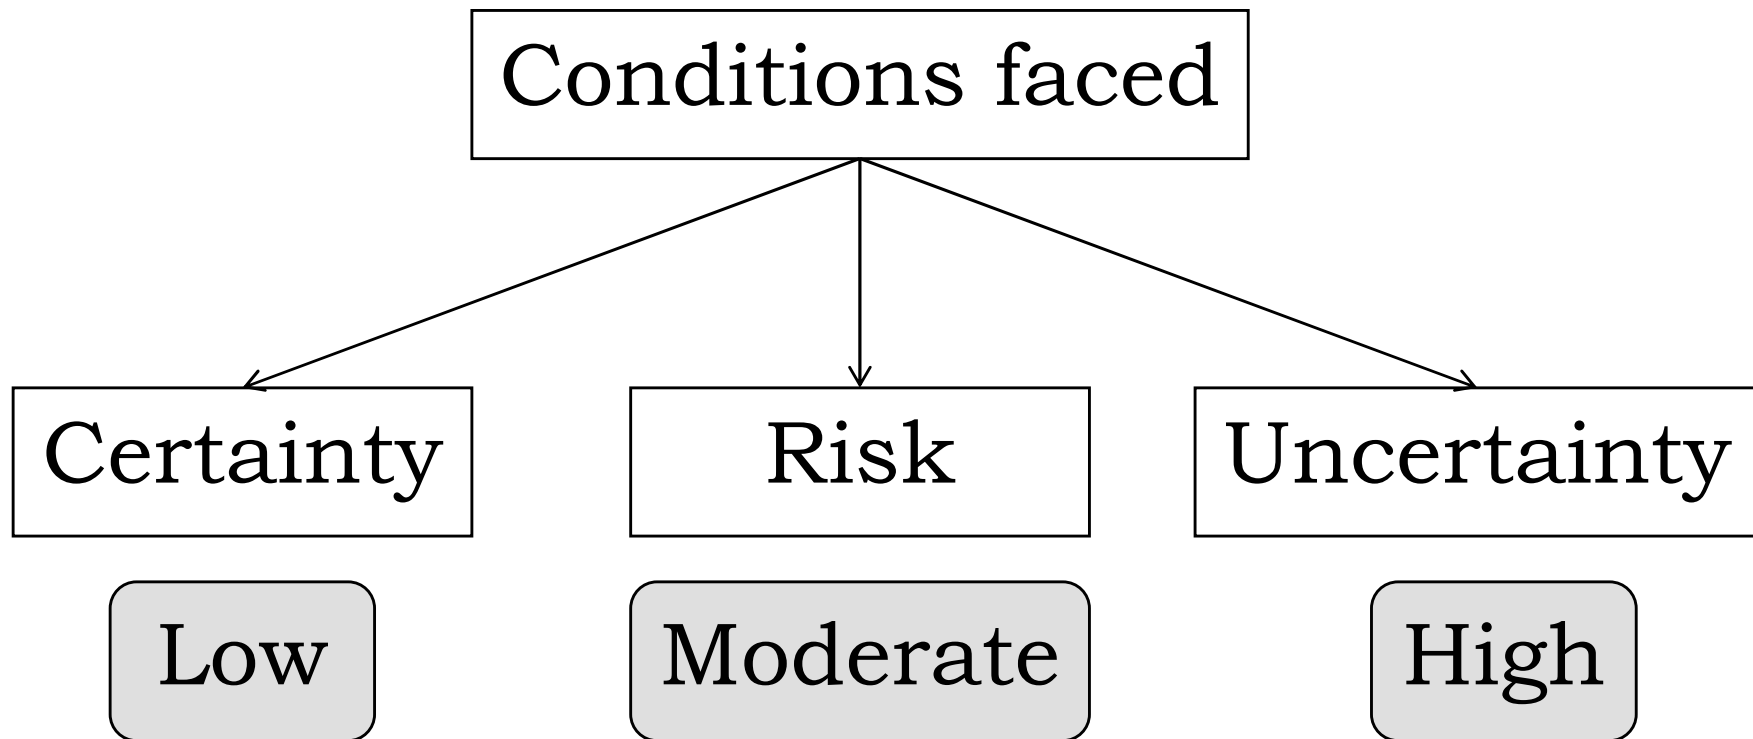 Conditions faced
Certainty
Risk
Uncertainty
Low
Moderate
High